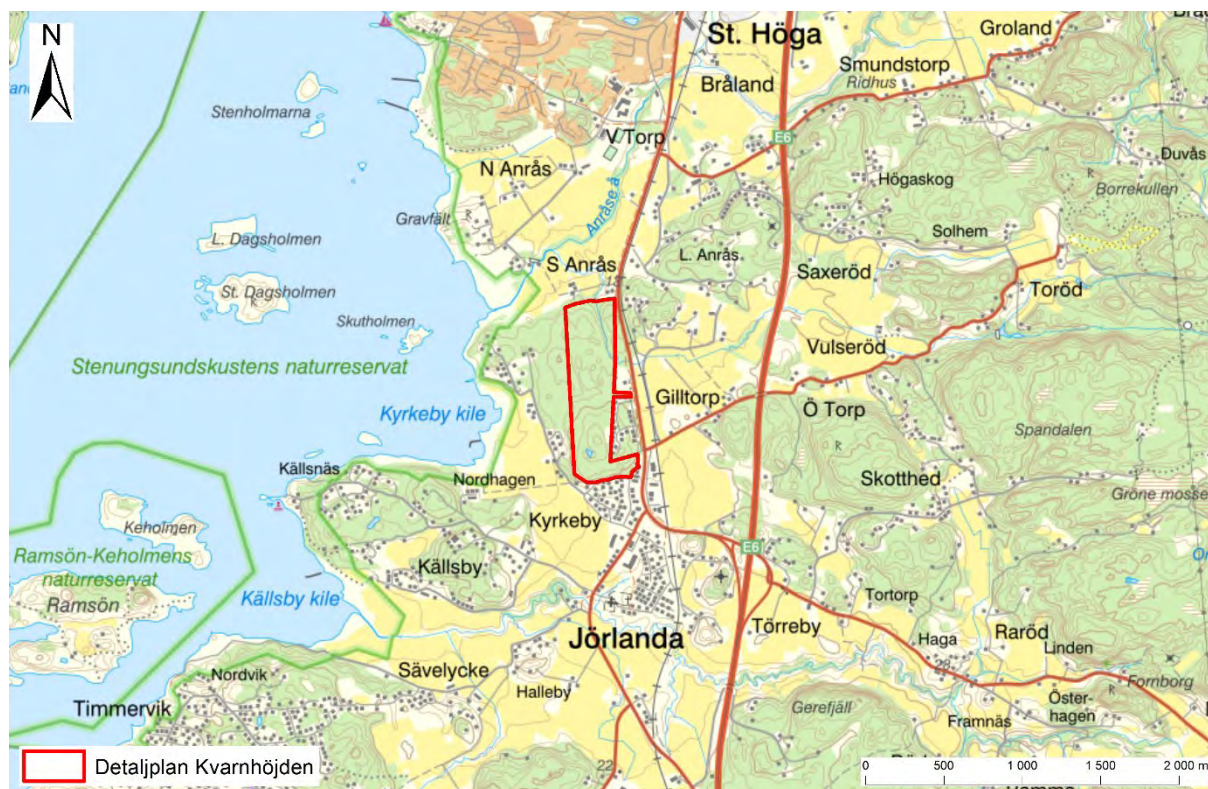 N
St. Höga
Groland
Smundstorp
Ridhus
Bråland
Stenholmarna
V Torp
E6
N Anrås
Duvås
Högaskog
Borrekullen
Anråse å
Gravfält
Solhem
L. Dagsholmen
L. Anrås
S Anrås
Saxeröd
St. Dagsholmen
Toröd
Skutholmen
Vulseröd
Stenungsundskustens naturreservat
Gilltorp
Ö Torp
Kyrkeby kile
Spandalen
Källsnäs
Nordhagen
Skotthed
Gröne mosse
Kyrkeby
Keholmen
E6
Ramsön-Keholmens
naturreservat
Källsby
Ramsön
Källsby kile
Tortorp
Törreby
Haga
Raröd
Linden
Jörlanda
Sävelycke
28
Nordvik
Halleby
Fornborg
Timmervik
Gerefjäll
Framnäs
Öster-
hagen
22
Detaljplan Kvarnhöjden
0 500 1 000 1 500 2 000 m